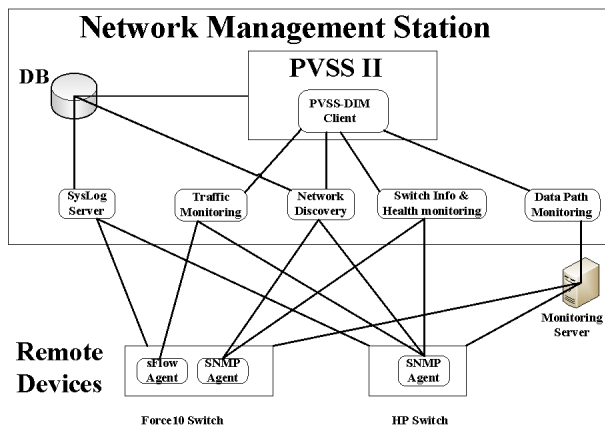 Network Management Station
DB
PVSS II
PVSS-DIM
Client
SysLog
Server
Traffic
Monitoring
Network
Discovery
Switch Info &
Health monitoring
Data Path
Monitoring
Monitoring
Server
Remote
Devices
sFlow
Agent
SNMP
Agent
SNMP
Agent
Force10 Switch
HP Switch